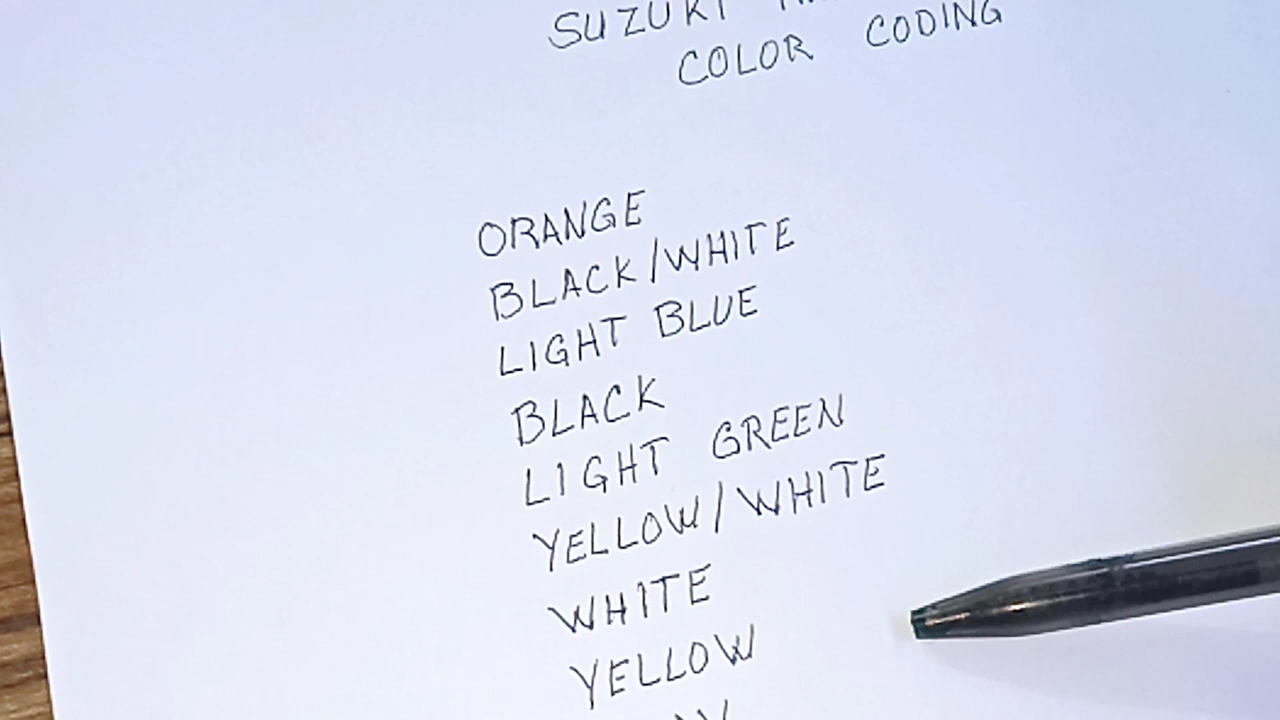 SUZUKI
COLOR CODING
ORANGE
BLACK/WHITE
LIGHT BLUE
BLACK
LIGHT GREEN
YELLOW/WHITE
WHITE
YELLOW